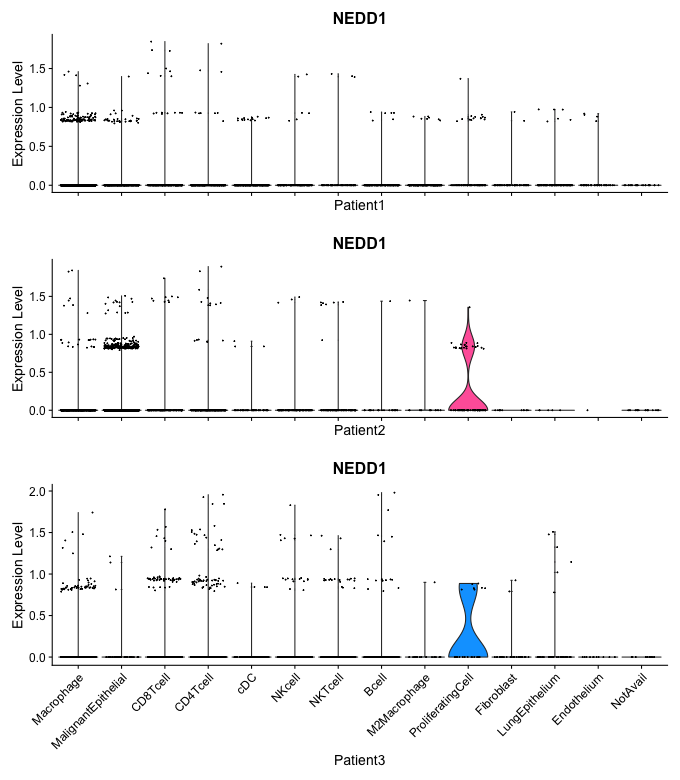 NEDD1
Expression Level
1.5
1.0
0.5
0.0
Patient1
NEDD1
Expression Level
1.5
1.0
0.5
0.0
Patient2
NEDD1
Expression Level
2.0
1.5
1.0
0.5
0.0
Macrophage
MalignantEpithelial
CD8Tcell
CD4Tcell
cDC
NKcell
NKTcell
Bcell
M2Macrophage
ProliferatingCell
Fibroblast
LungEpithelium
Endothelium
NotAvail
Patient3